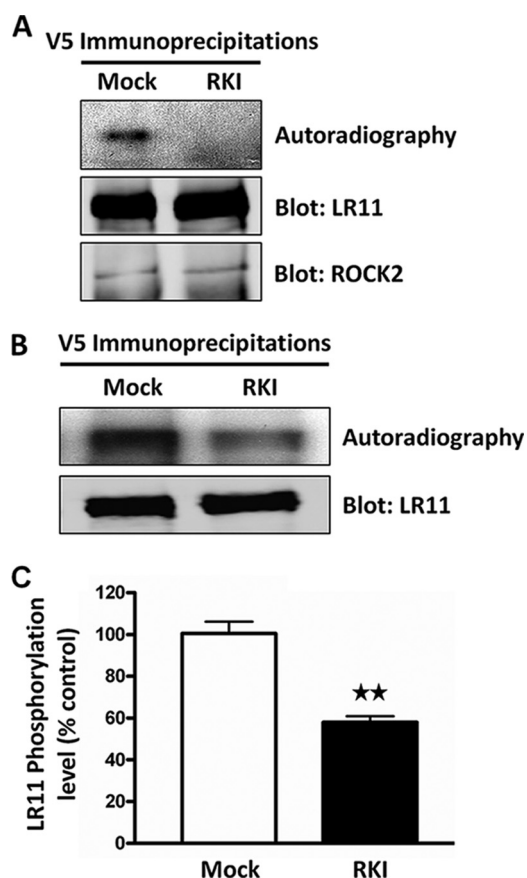 A
V5 Immunoprecipitations
Mock RKI
Autoradiography
Blot: LR11
Blot: ROCK2
B
V5 Immunoprecipitations
Mock RKI
Autoradiography
Blot: LR11
C
LR11 Phosphorylation
level (% control)
120
100
80
60
40
20
0
★★
Mock RKI